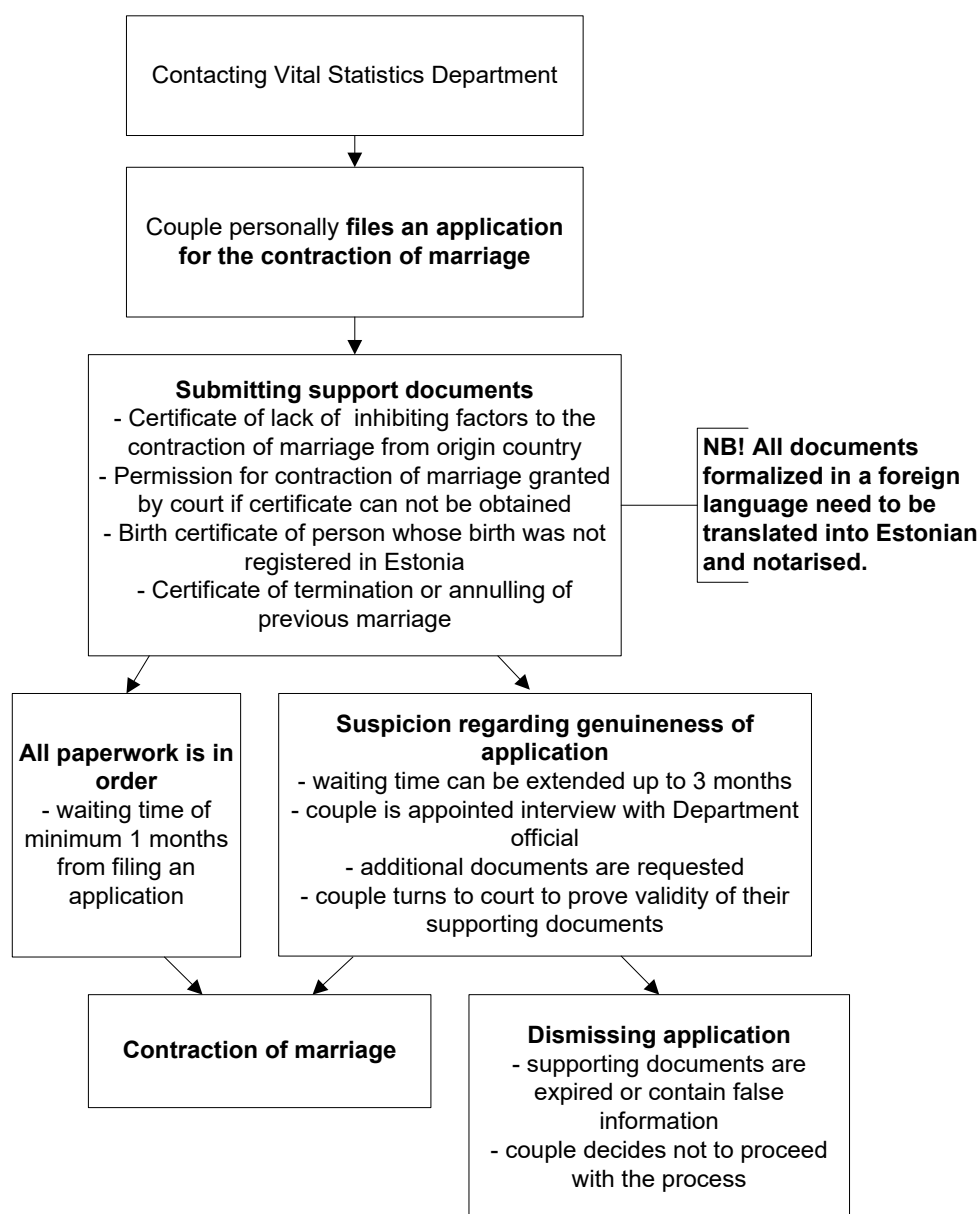 Contacting Vital Statistics Department
Couple personally files an application
for the contraction of marriage
Submitting support documents
- Certificate of lack of inhibiting factors to the
contraction of marriage from origin country
- Permission for contraction of marriage granted
by court if certificate can not be obtained
- Birth certificate of person whose birth was not
registered in Estonia
- Certificate of termination or annulling of
previous marriage
NB! All documents
formalized in a foreign
language need to be
translated into Estonian
and notarised.
All paperwork is in
order
- waiting time of
minimum 1 months
from filing an
application
Suspicion regarding genuineness of
application
- waiting time can be extended up to 3 months
- couple is appointed interview with Department
official
- additional documents are requested
- couple turns to court to prove validity of their
supporting documents
Contraction of marriage
Dismissing application
- supporting documents are
expired or contain false
information
- couple decides not to proceed
with the process